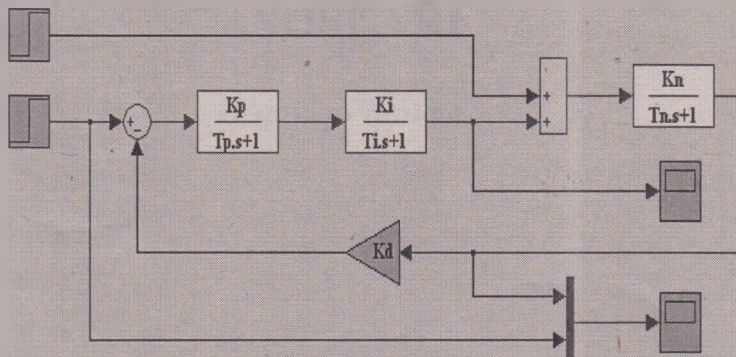 Kp
Tp.s+1
Ki
Ti.s+1
+
+
Kn
Tn.s+1
+
−
Kd